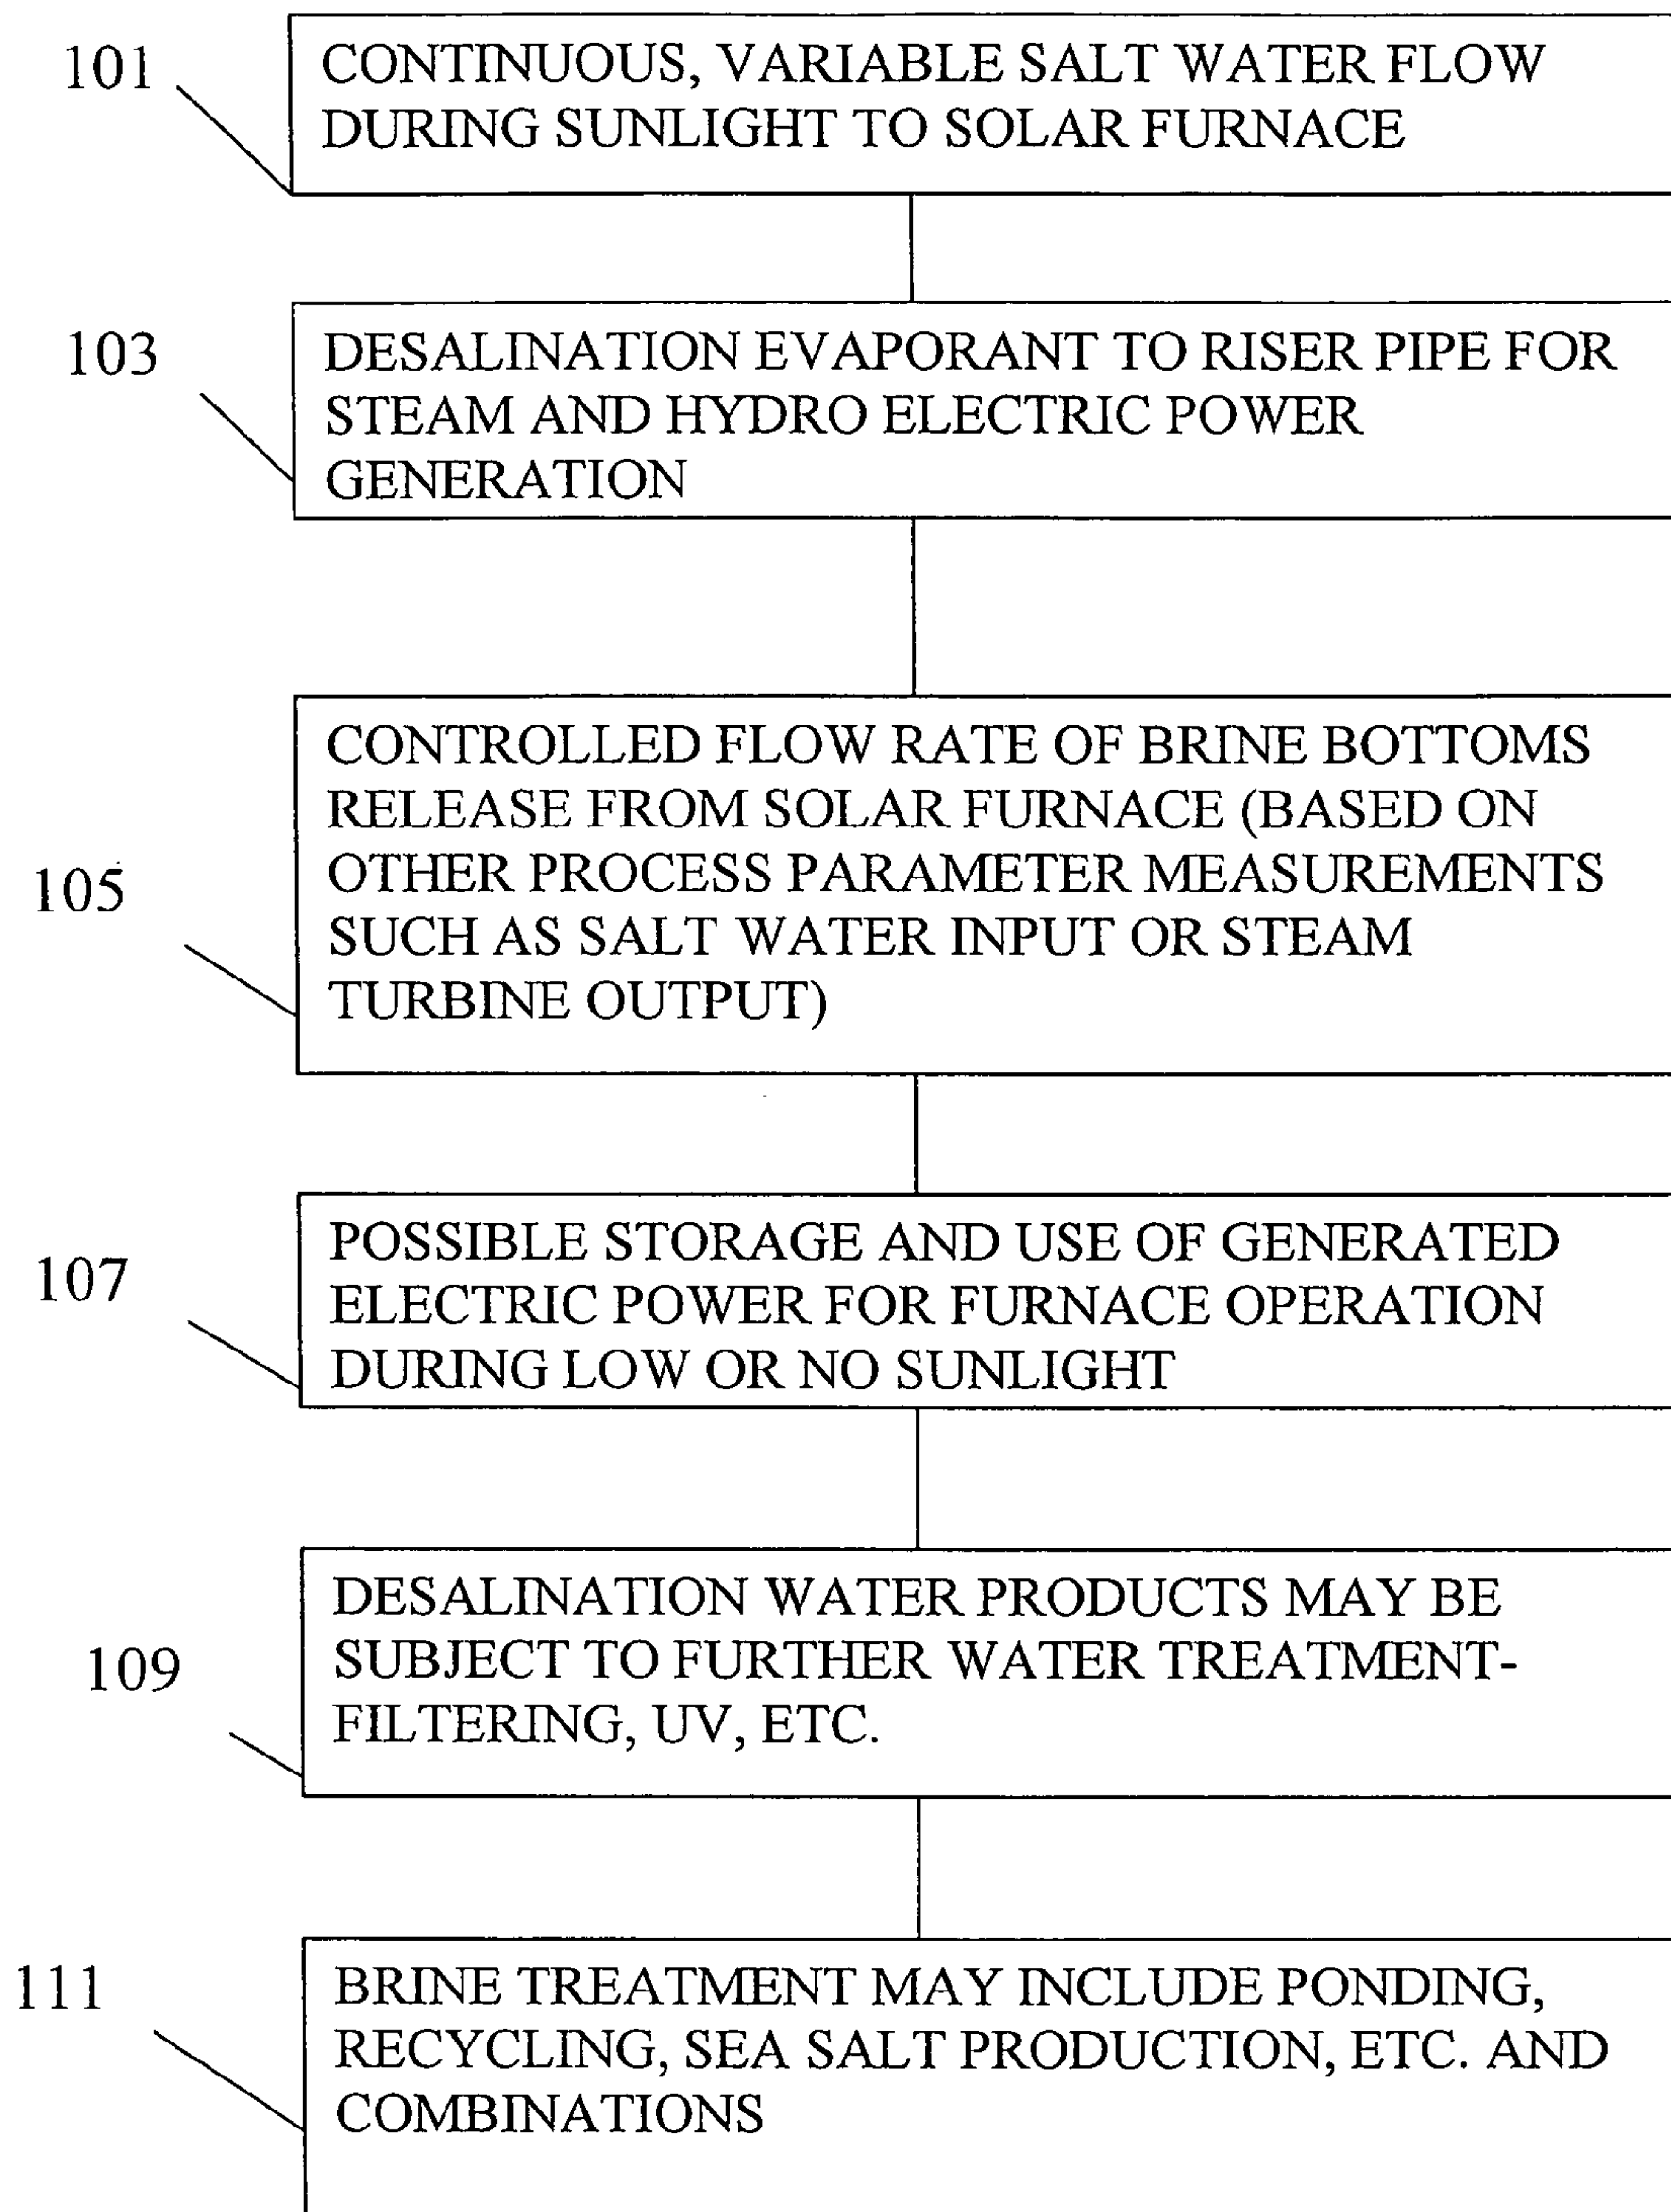 101
CONTINUOUS, VARIABLE SALT WATER FLOW
DURING SUNLIGHT TO SOLAR FURNACE
103
DESALINATION EVAPORANT TO RISER PIPE FOR
STEAM AND HYDRO ELECTRIC POWER
GENERATION
105
CONTROLLED FLOW RATE OF BRINE BOTTOMS
RELEASE FROM SOLAR FURNACE (BASED ON
OTHER PROCESS PARAMETER MEASUREMENTS
SUCH AS SALT WATER INPUT OR STEAM
TURBINE OUTPUT)
107
POSSIBLE STORAGE AND USE OF GENERATED
ELECTRIC POWER FOR FURNACE OPERATION
DURING LOW OR NO SUNLIGHT
109
DESALINATION WATER PRODUCTS MAY BE
SUBJECT TO FURTHER WATER TREATMENT-
FILTERING, UV, ETC.
111
BRINE TREATMENT MAY INCLUDE PONDING,
RECYCLING, SEA SALT PRODUCTION, ETC. AND
COMBINATIONS